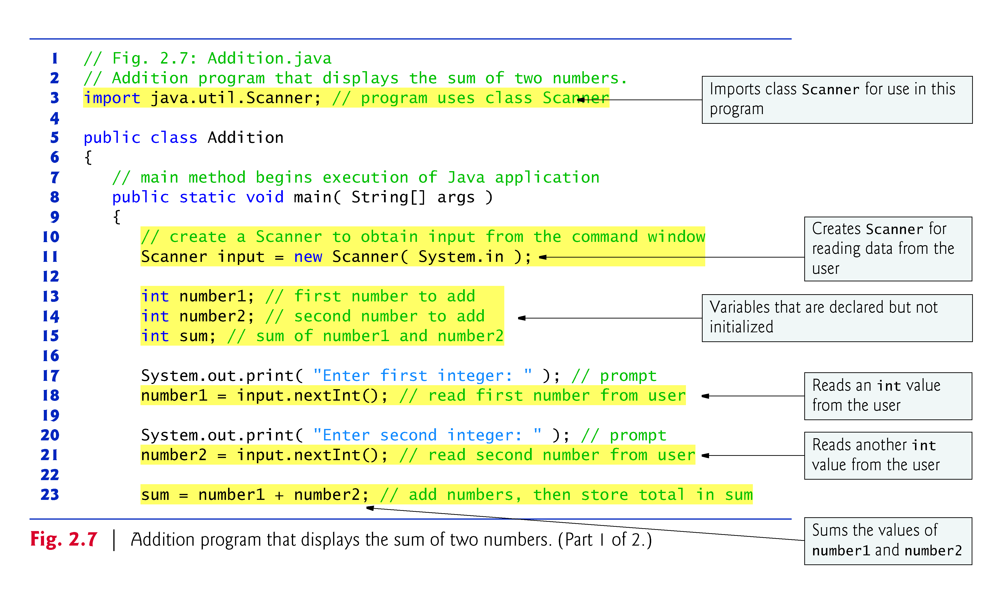 1 // Fig. 2.7: Addition.java
2 // Addition program that displays the sum of two numbers.
3 import java.util.Scanner; // program uses class Scanner
Imports class Scanner for use in this
program
4
5 public class Addition
6 {
7 // main method begins execution of Java application
8 public static void main( String[] args )
9 {
10 // create a Scanner to obtain input from the command window
11 Scanner input = new Scanner( System.in );
Creates Scanner for
reading data from the
user
12
13 int number1; // first number to add
14 int number2; // second number to add
15 int sum; // sum of number1 and number2
Variables that are declared but not
initialized
16
17 System.out.print( "Enter first integer: " ); // prompt
18 number1 = input.nextInt(); // read first number from user
Reads an int value
from the user
19
20 System.out.print( "Enter second integer: " ); // prompt
21 number2 = input.nextInt(); // read second number from user
Reads another int
value from the user
22
23 sum = number1 + number2; // add numbers, then store total in sum
Sums the values of
number1 and number2
Fig. 2.7 | Addition program that displays the sum of two numbers. (Part 1 of 2.)